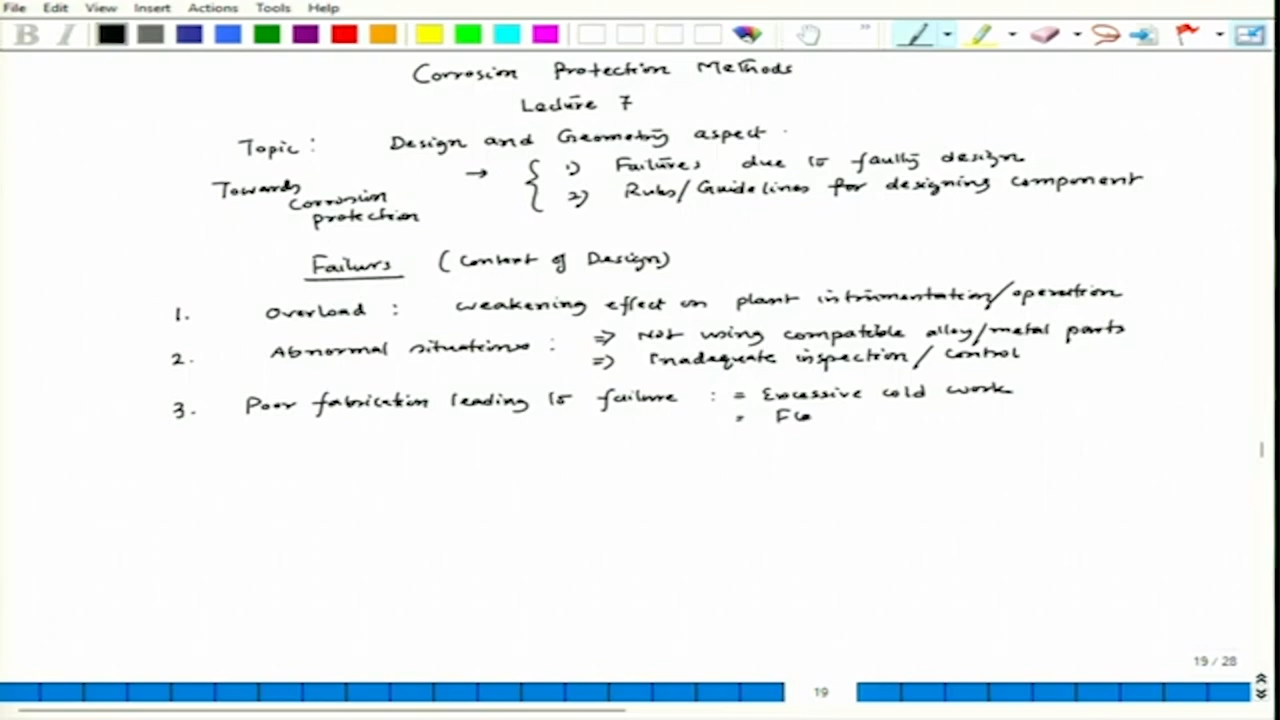 File Edit View Insert Actions Tools Help
B I
Corrosion Protection Methods
Lecture 7
Topic : Design and Geometry aspect
Towards corrosion protection → { 1) Failures due to faulty design
2) Rules/Guidelines for designing component
Failures (Context of Design)
1. Overload : weakening effect on plant instrumentation/operation
2. Abnormal situations : => Not using compatible alloy/metal parts
=> Inadequate inspection/control
3. Poor fabrication leading to failure : = Excessive cold work
= Fo
19 / 28
19